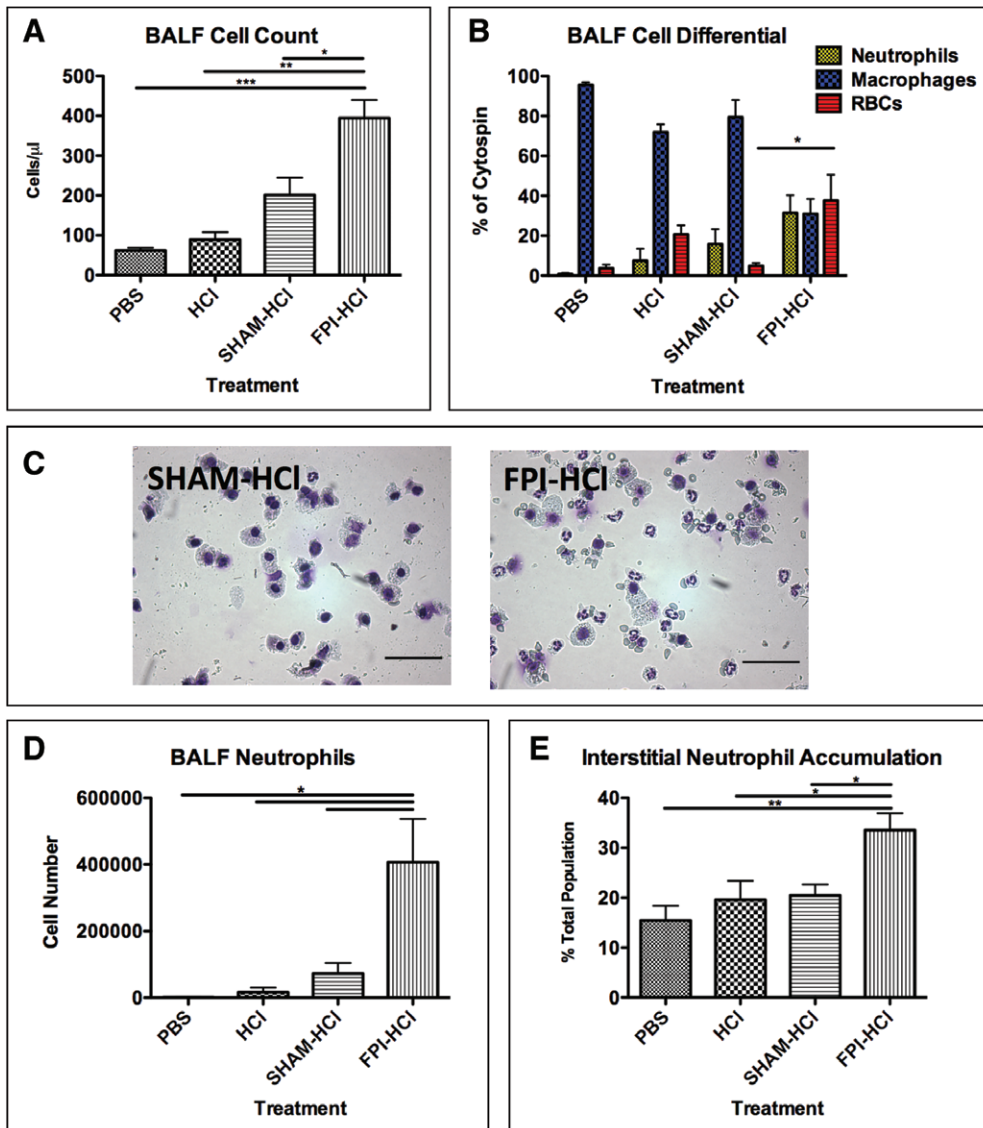 A
BALF Cell Count
*
**
***
500
400
300
200
100
0
Cells/µl
PBS
HCl
SHAM-HCl
FPI-HCl
Treatment
B
BALF Cell Differential
Neutrophils
Macrophages
RBCs
*
100
80
60
40
20
0
% of Cytospin
PBS
HCl
SHAM-HCl
FPI-HCl
Treatment
C
SHAM-HCl
FPI-HCl
D
BALF Neutrophils
*
600000
400000
200000
0
Cell Number
PBS
HCl
SHAM-HCl
FPI-HCl
Treatment
E
Interstitial Neutrophil Accumulation
*
*
**
40
30
20
10
0
% Total Population
PBS
HCl
SHAM-HCl
FPI-HCl
Treatment